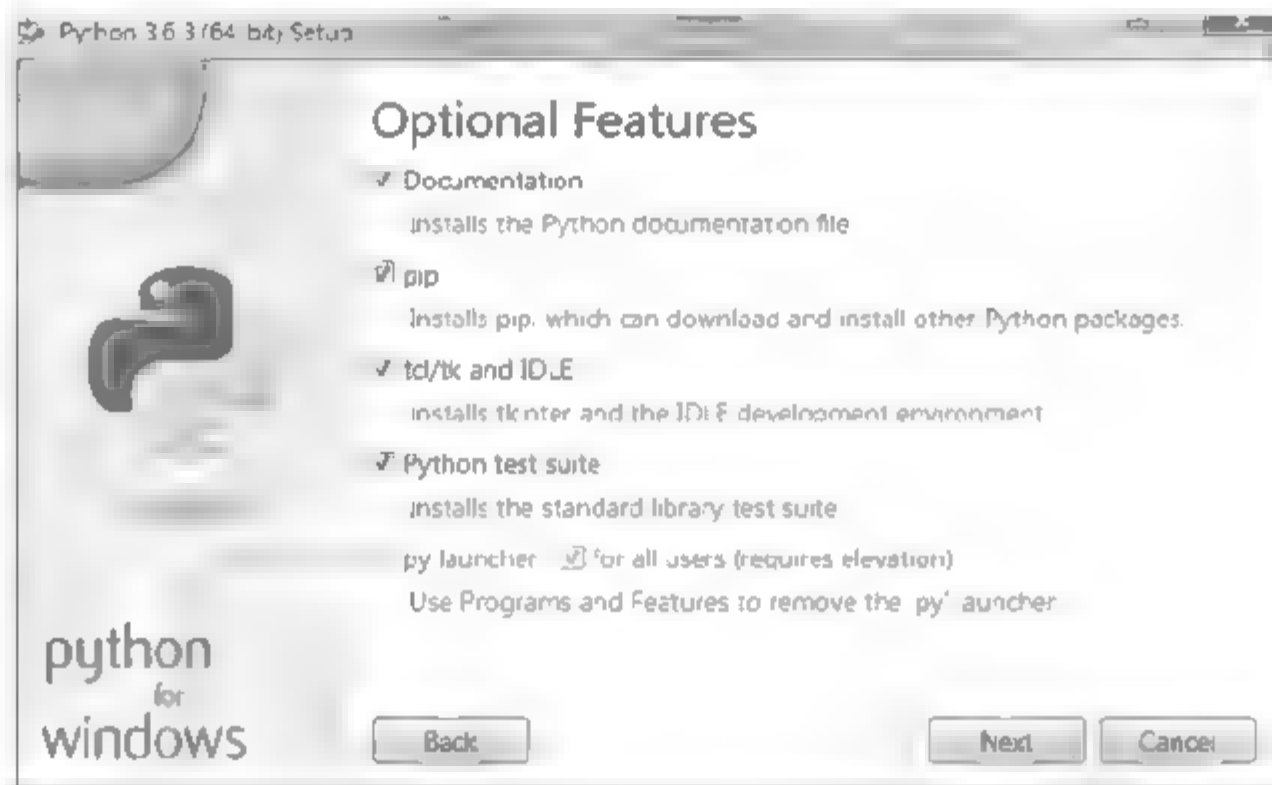 Python 3.6.3 (64-bit) Setup
Optional Features
Documentation
Installs the Python documentation file.
pip
Installs pip, which can download and install other Python packages.
tcl/tk and IDLE
Installs tkinter and the IDLE development environment.
Python test suite
Installs the standard library test suite.
py launcher for all users (requires elevation)
Use Programs and Features to remove the 'py' launcher.
python
for
windows
Back
Next
Cancel